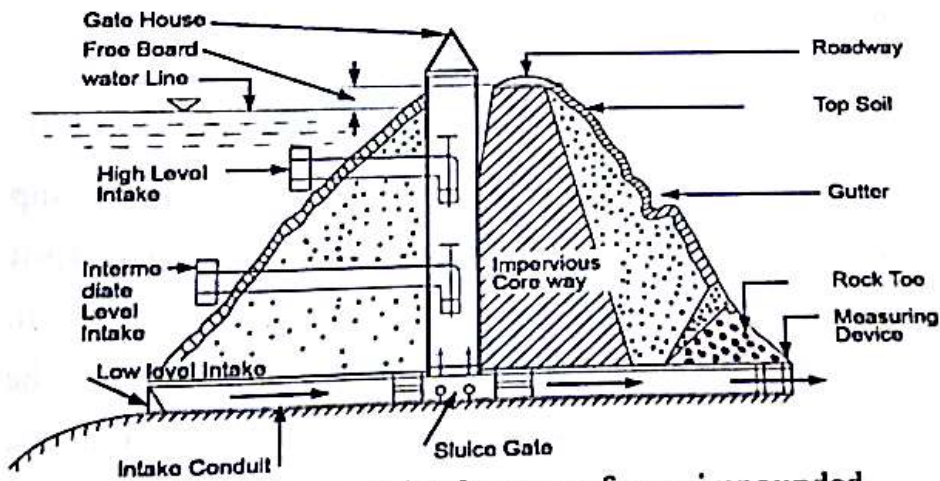 Gate House
Free Board
water Line
High Level
Intake
Interme
diate
Level
Intake
Low level Intake
Intake Conduit
Sluice Gate
Impervious
Core way
Roadway
Top Soil
Gutter
Rock Toe
Measuring
Device
impounded